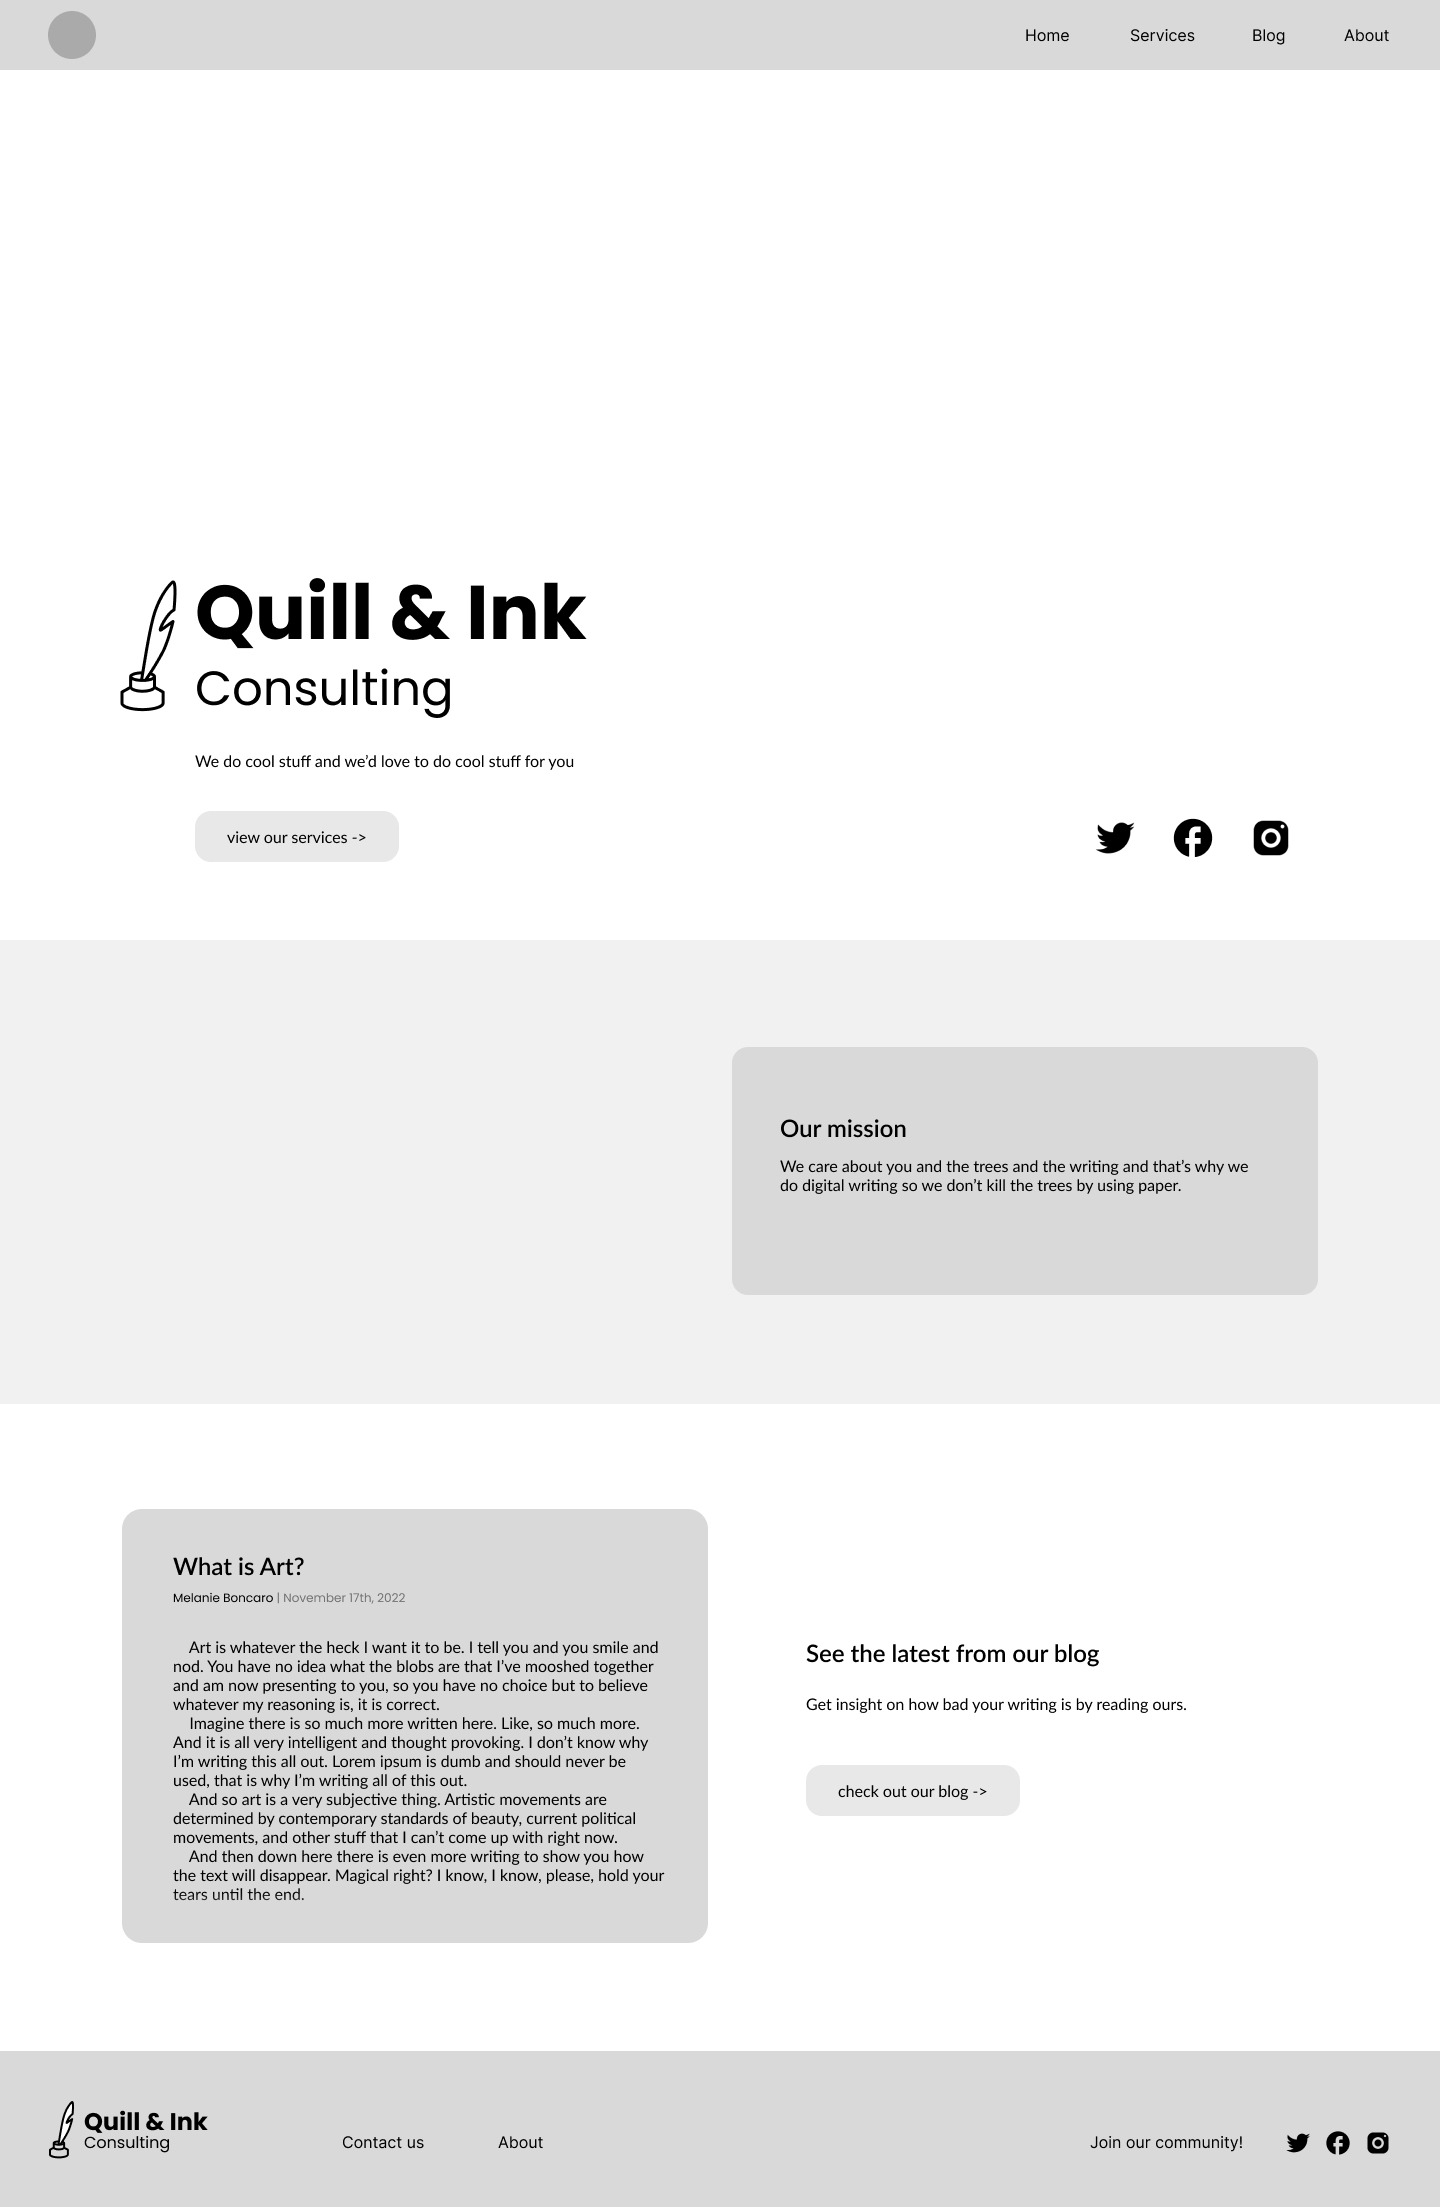 Home Services Blog About
Quill & Ink
Consulting
We do cool stuff and we’d love to do cool stuff for you
view our services ->
Our mission
We care about you and the trees and the writing and that’s why we
do digital writing so we don’t kill the trees by using paper.
What is Art?
Melanie Boncaro | November 17th, 2022
Art is whatever the heck I want it to be. I tell you and you smile and
nod. You have no idea what the blobs are that I’ve mooshed together
and am now presenting to you, so you have no choice but to believe
whatever my reasoning is, it is correct.
Imagine there is so much more written here. Like, so much more.
And it is all very intelligent and thought provoking. I don’t know why
I’m writing this all out. Lorem ipsum is dumb and should never be
used, that is why I’m writing all of this out.
And so art is a very subjective thing. Artistic movements are
determined by contemporary standards of beauty, current political
movements, and other stuff that I can’t come up with right now.
And then down here there is even more writing to show you how
the text will disappear. Magical right? I know, I know, please, hold your
tears until the end.
See the latest from our blog
Get insight on how bad your writing is by reading ours.
check out our blog ->
Quill & Ink
Consulting
Contact us About Join our community!